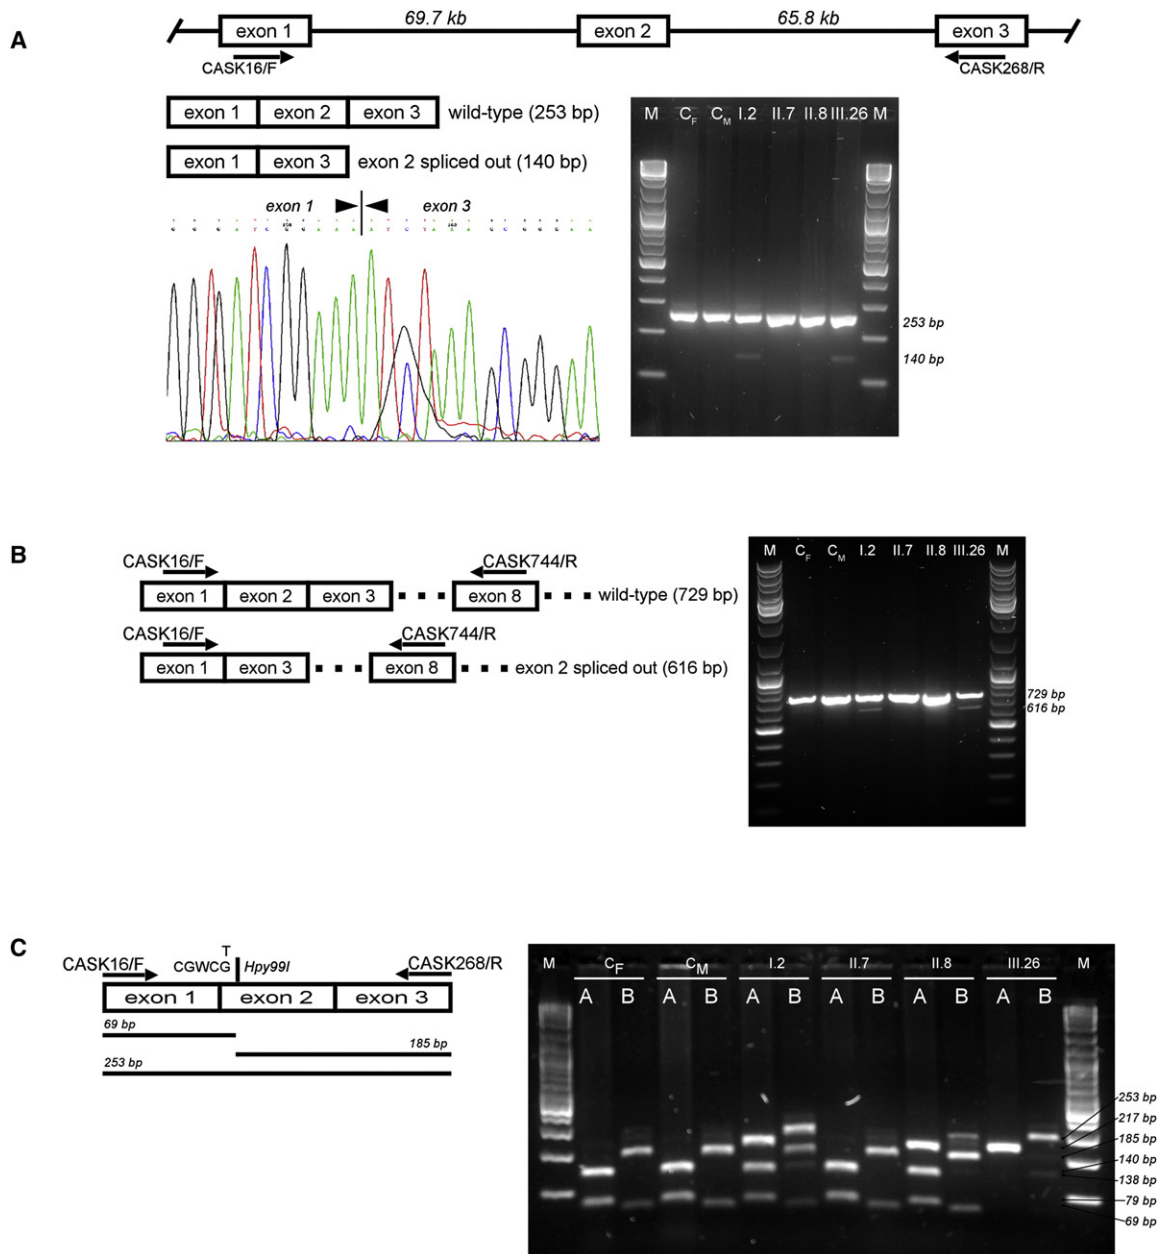 A
exon 1
69.7 kb
exon 2
65.8 kb
exon 3
CASK16/F
CASK268/R
exon 1 exon 2 exon 3 wild-type (253 bp)
exon 1 exon 3 exon 2 spliced out (140 bp)
exon 1 exon 3
M CF CM I.2 II.7 II.8 III.26 M
253 bp
140 bp
B
CASK16/F CASK744/R
exon 1 exon 2 exon 3 exon 8 wild-type (729 bp)
CASK16/F CASK744/R
exon 1 exon 3 exon 8 exon 2 spliced out (616 bp)
M CF CM I.2 II.7 II.8 III.26 M
729 bp
616 bp
C
T
CASK16/F CGWCG Hpy99I CASK268/R
exon 1 exon 2 exon 3
69 bp
185 bp
253 bp
M CF CM I.2 II.7 II.8 III.26 M
A B A B A B A B A B A B
253 bp
217 bp
185 bp
140 bp
138 bp
79 bp
69 bp